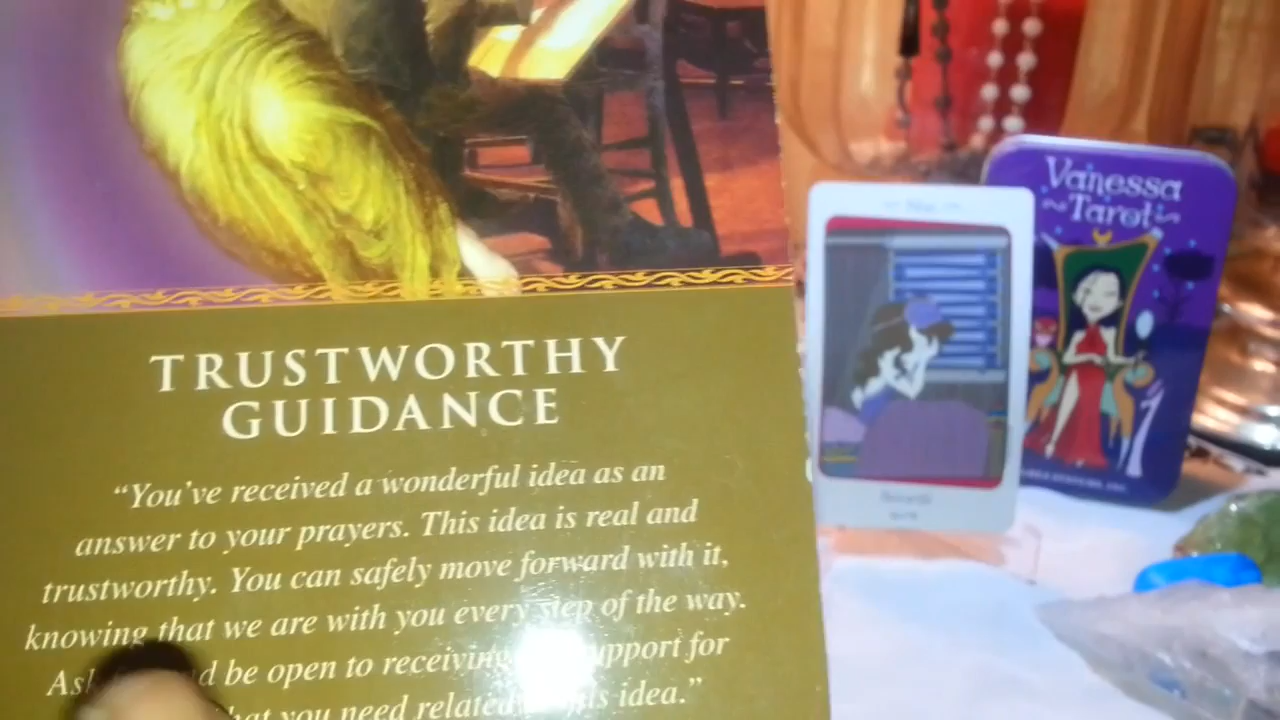 TRUSTWORTHY
GUIDANCE
“You’ve received a wonderful idea as an
answer to your prayers. This idea is real and
trustworthy. You can safely move forward with it,
knowing that we are with you every step of the way.
be open to receiving support for
you need related this idea.”
Vanessa
Tarot